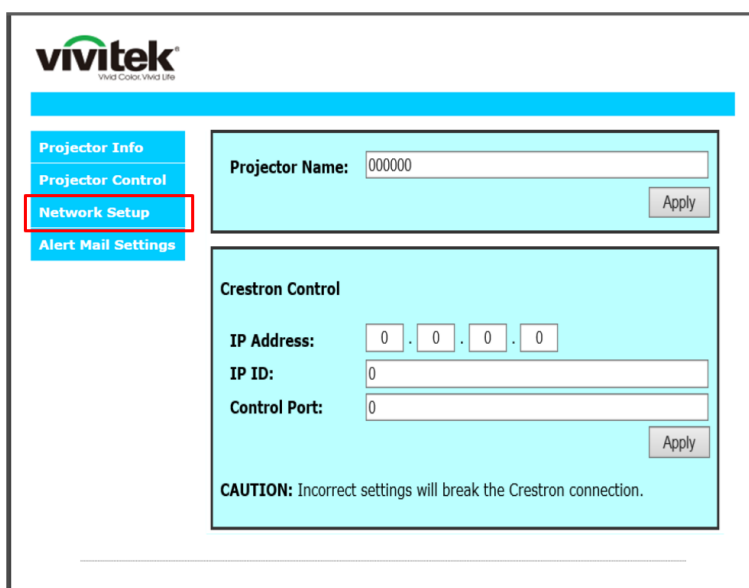 vivitek®
Vivid Color. Vivid Life
Projector Info
Projector Control
Network Setup
Alert Mail Settings
Projector Name: 000000
Apply
Crestron Control
IP Address: 0 . 0 . 0 . 0
IP ID: 0
Control Port: 0
Apply
CAUTION: Incorrect settings will break the Crestron connection.